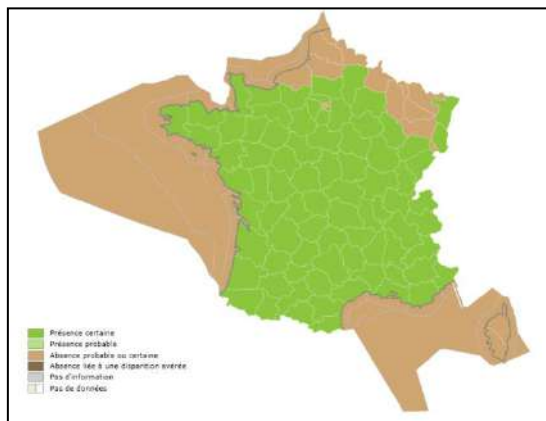 Présence certaine
Présence probable
Absence probable ou certaine
Absence liée à une disparition avérée
Pas d'information
Pas de données